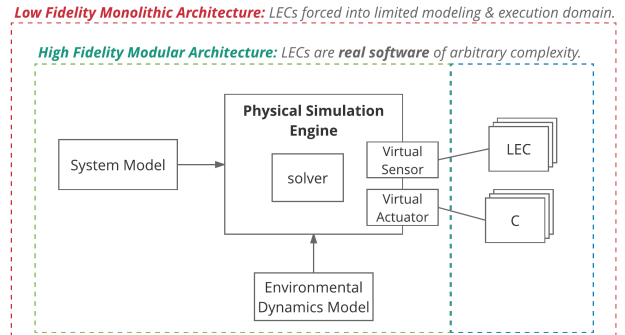 Low Fidelity Monolithic Architecture: LECs forced into limited modeling & execution domain.
High Fidelity Modular Architecture: LECs are real software of arbitrary complexity.
Physical Simulation
Engine
System Model
solver
Virtual
Sensor
LEC
Virtual
Actuator
C
Environmental
Dynamics Model